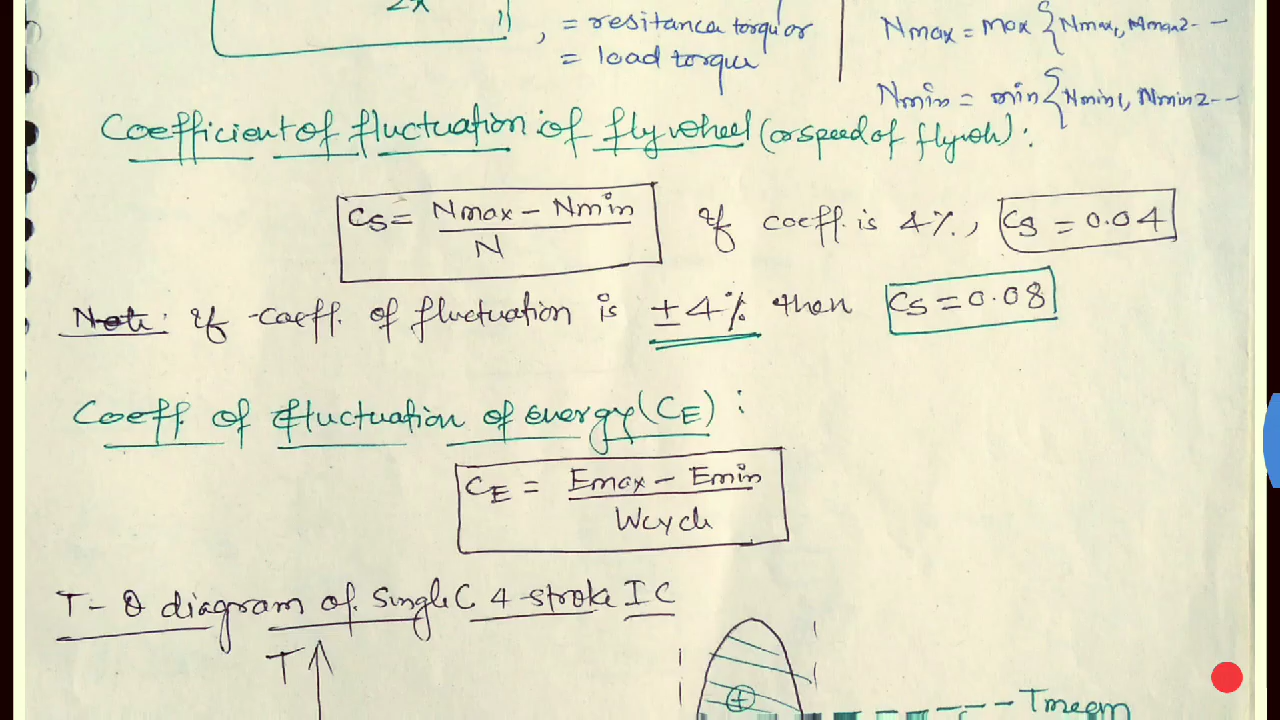 2π
= resitance torqu or
= load torque
Nmax = max {Nmax1, Nmax2- --
Nmin = min {Nmin1, Nmin2---
Coefficient of fluctuation of flywheel (or speed of flywh) :
Cs = Nmax - Nmin / N
If coeff. is 4%, Cs = 0.04
Note: If coeff. of fluctuation is ±4% then Cs = 0.08
Coeff. of fluctuation of energy (CE) :
CE = Emax - Emin / Wcycle
T-θ diagram of Single C 4-stroke IC
T
+
Tmean